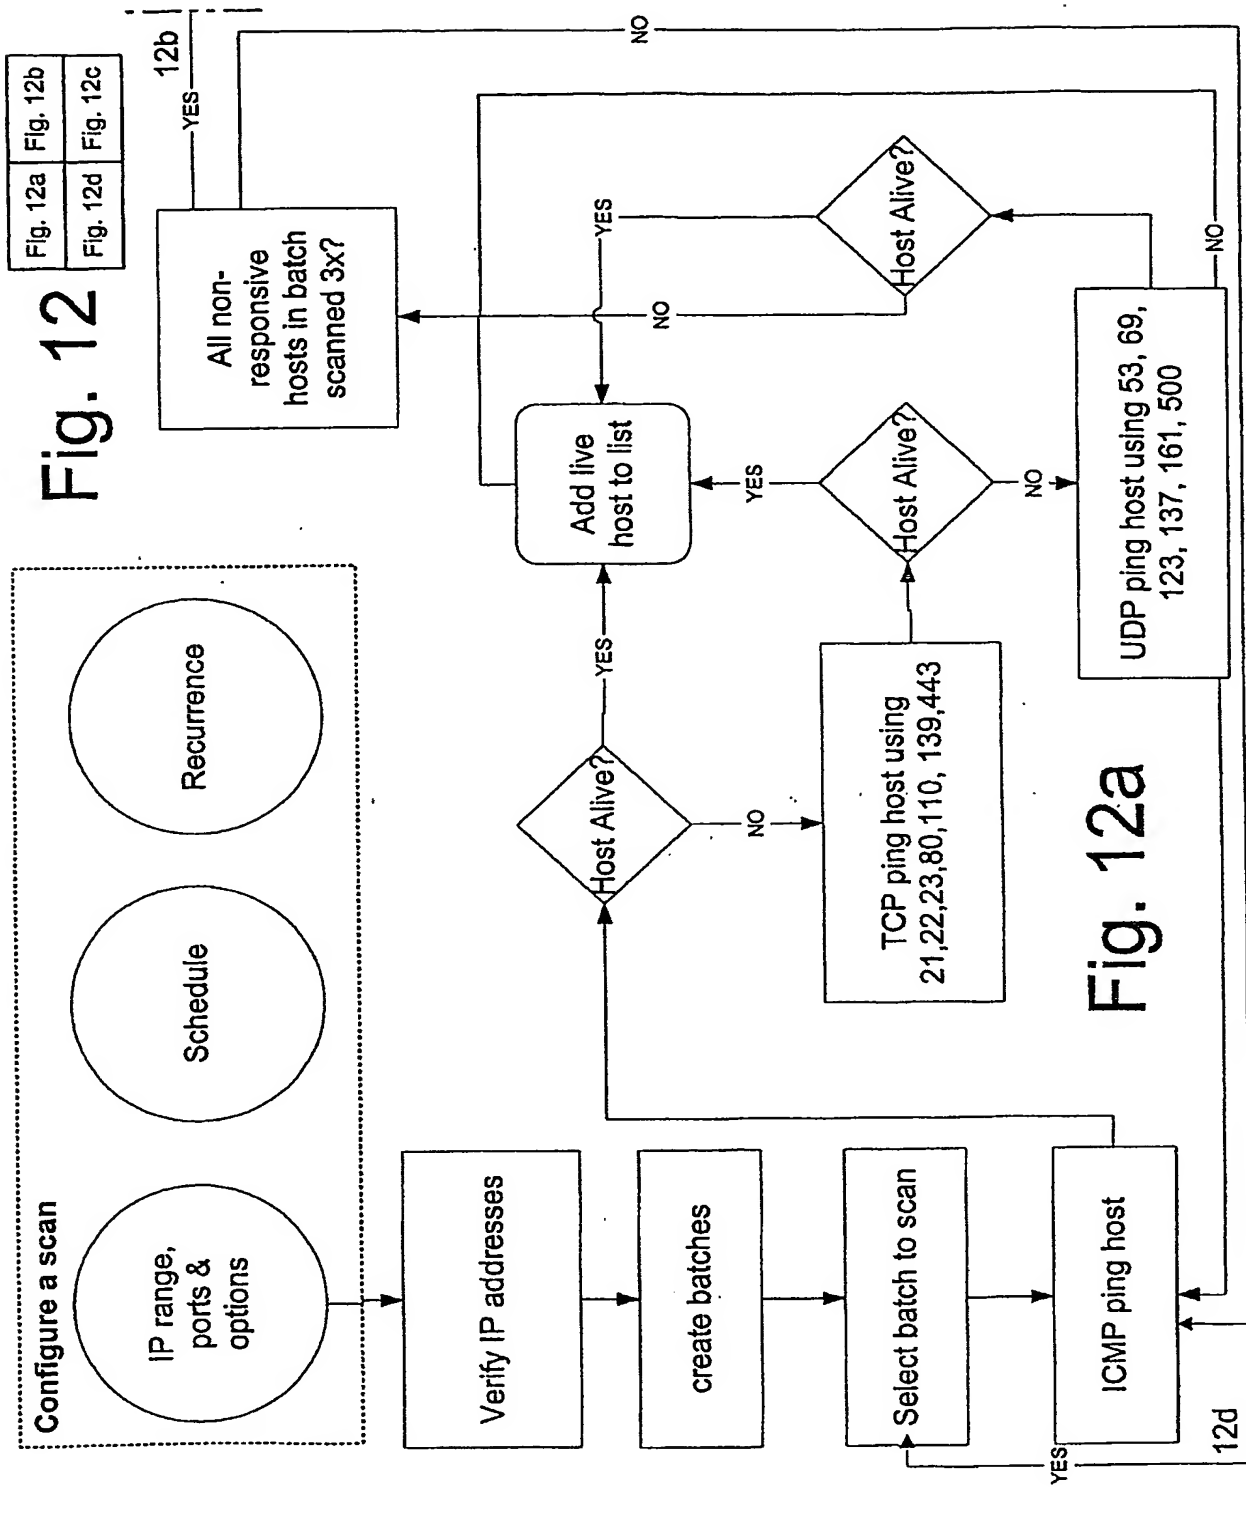 Fig. 12
Fig. 12a
Fig. 12b
Fig. 12d
Fig. 12c
Configure a scan
IP range,
ports &
options
Schedule
Recurrence
Verify IP addresses
create batches
Select batch to scan
ICMP ping host
YES
12d
Host Alive?
YES
NO
TCP ping host using
21,22,23,80,110, 139,443
Host Alive?
YES
NO
Add live
host to list
UDP ping host using 53, 69,
123, 137, 161, 500
NO
Host Alive?
YES
NO
All non-
responsive
hosts in batch
scanned 3x?
YES
12b
NO
Fig. 12a